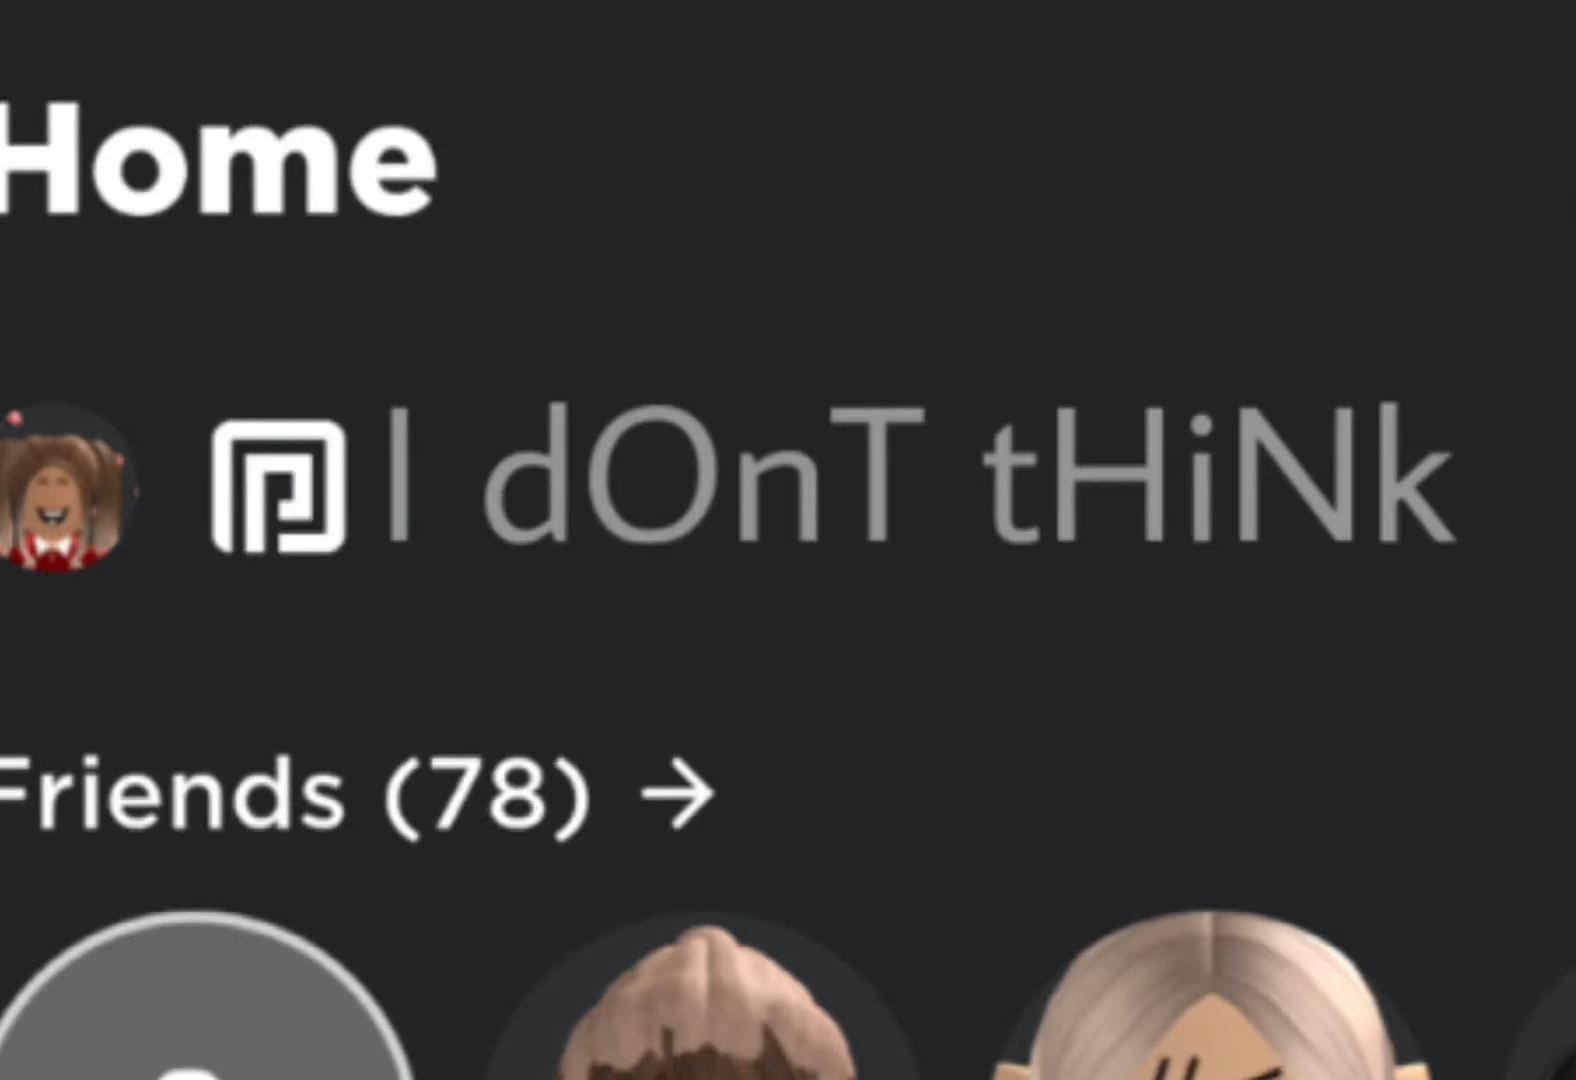 Home
I dOnT tHiNk
Friends (78) →